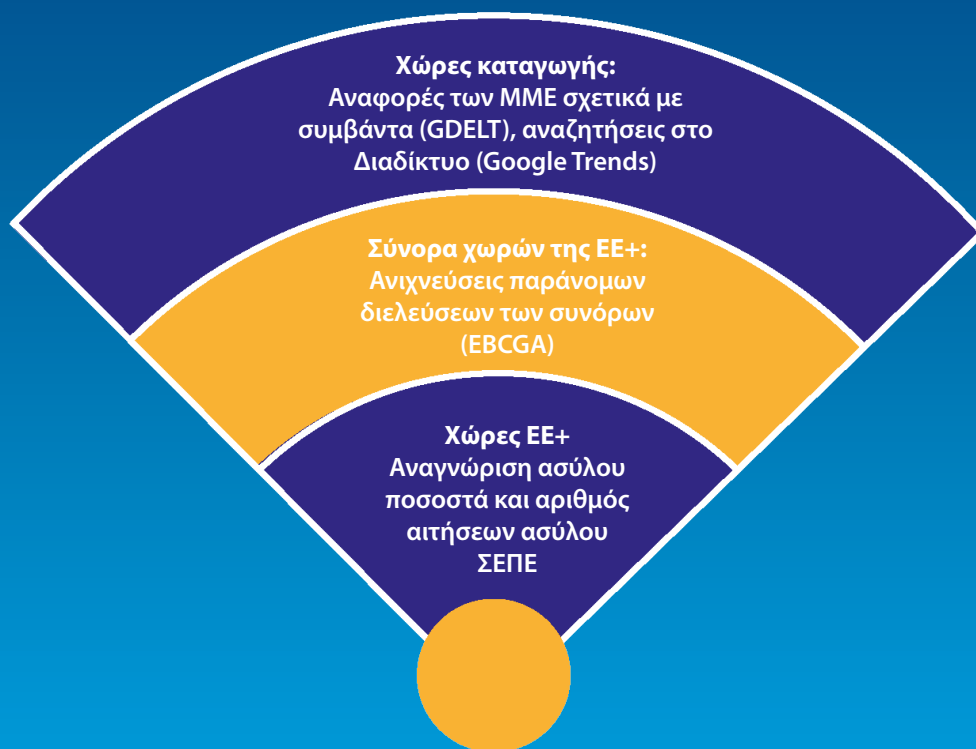 Χώρες καταγωγής:
Αναφορές των ΜΜΕ σχετικά με
συμβάντα (GDELT), αναζητήσεις στο
Διαδίκτυο (Google Trends)
Σύνορα χωρών της ΕΕ+:
Ανιχνεύσεις παράνομων
διελεύσεων των συνόρων
(EBCGA)
Χώρες ΕΕ+
Αναγνώριση ασύλου
ποσοστά και αριθμός
αιτήσεων ασύλου
ΣΕΠΕ